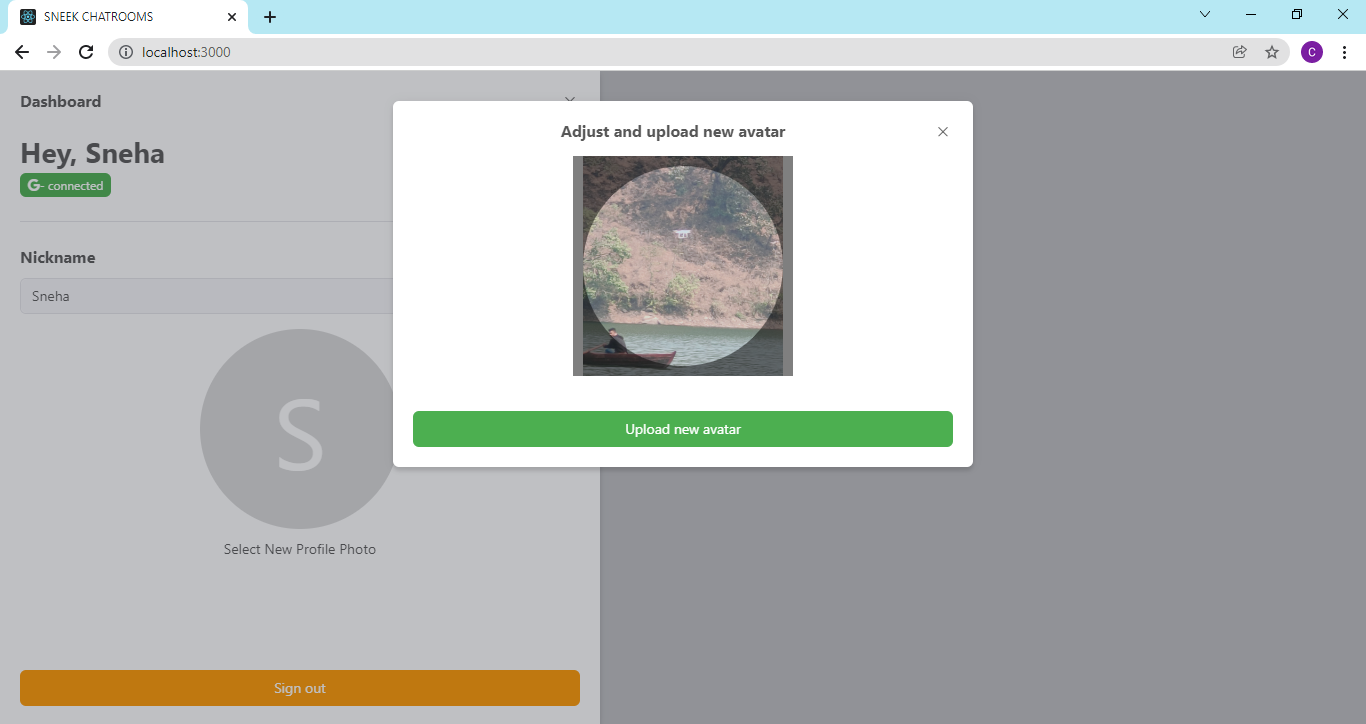 SNEEK CHATROOMS
localhost:3000
C
Dashboard
Hey, Sneha
G- connected
Nickname
Sneha
S
Select New Profile Photo
Sign out
Adjust and upload new avatar
Upload new avatar